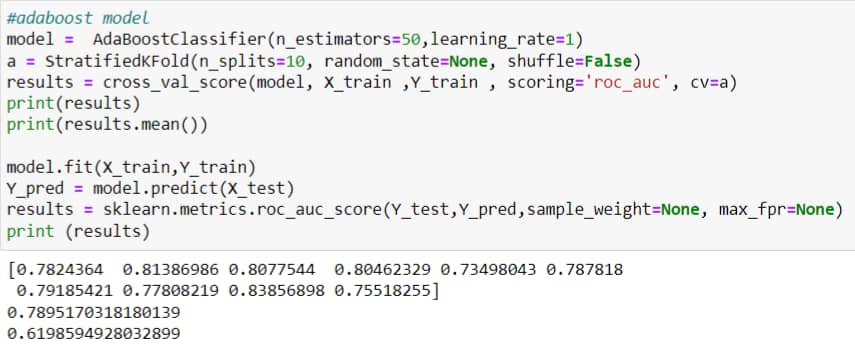 #adaboost model
model =  AdaBoostClassifier(n_estimators=50,learning_rate=1)
a = StratifiedKFold(n_splits=10, random_state=None, shuffle=False)
results = cross_val_score(model, X_train ,Y_train , scoring='roc_auc', cv=a)
print(results)
print(results.mean())

model.fit(X_train,Y_train)
Y_pred = model.predict(X_test)
results = sklearn.metrics.roc_auc_score(Y_test,Y_pred,sample_weight=None, max_fpr=None)
print (results)

[0.7824364  0.81386986 0.8077544  0.80462329 0.73498043 0.787818
 0.79185421 0.77808219 0.83856898 0.75518255]
0.7895170318180139
0.6198594928032899